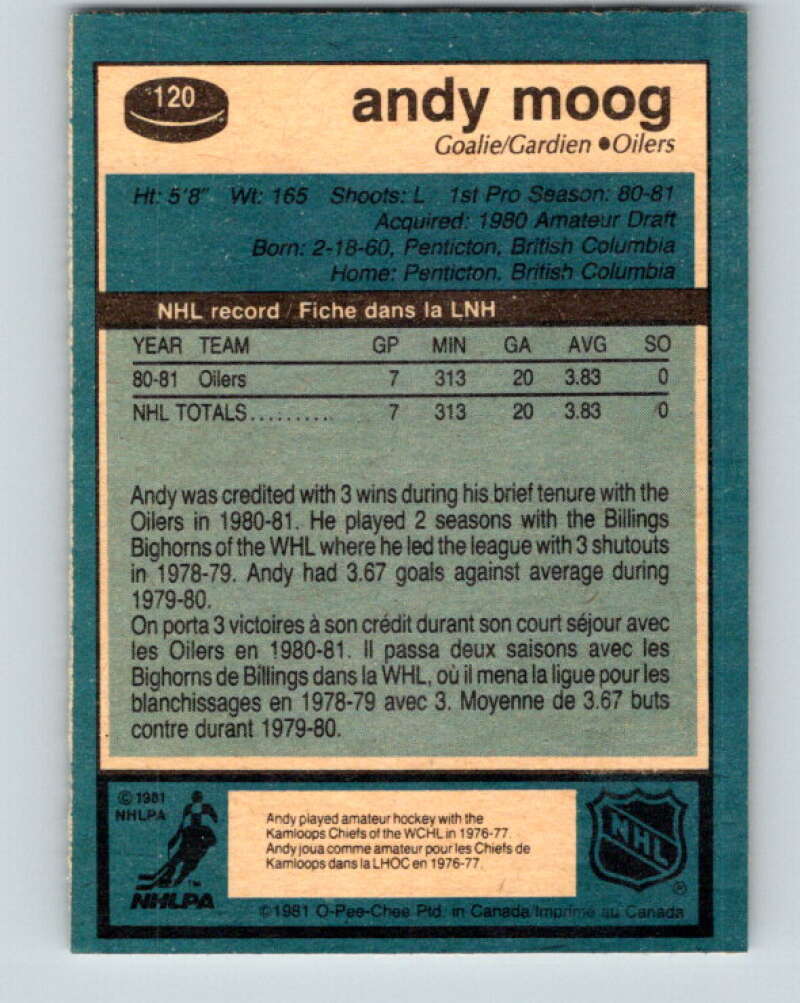 120
andy moog
Goalie/Gardien ●Oilers
Ht: 5'8" Wt: 165 Shoots: L 1st Pro Season: 80-81
Acquired: 1980 Amateur Draft
Born: 2-18-60, Penticton, British Columbia
Home: Penticton, British Columbia
NHL record / Fiche dans la LNH
YEAR TEAM GP MIN GA AVG SO
80-81 Oilers 7 313 20 3.83 0
NHL TOTALS.......... 7 313 20 3.83 0
Andy was credited with 3 wins during his brief tenure with the
Oilers in 1980-81. He played 2 seasons with the Billings
Bighorns of the WHL where he led the league with 3 shutouts
in 1978-79. Andy had 3.67 goals against average during
1979-80.
On porta 3 victoires à son crédit durant son court séjour avec
les Oilers en 1980-81. Il passa deux saisons avec les
Bighorns de Billings dans la WHL, où il mena la ligue pour les
blanchissages en 1978-79 avec 3. Moyenne de 3.67 buts
contre durant 1979-80.
© 1981
NHLPA
Andy played amateur hockey with the
Kamloops Chiefs of the WCHL in 1976-77.
Andy joua comme amateur pour les Chiefs de
Kamloops dans la LHOC en 1976-77.
NHL
®
™
NHLPA
©1981 O-Pee-Chee Ptd. in Canada/Imprimé au Canada